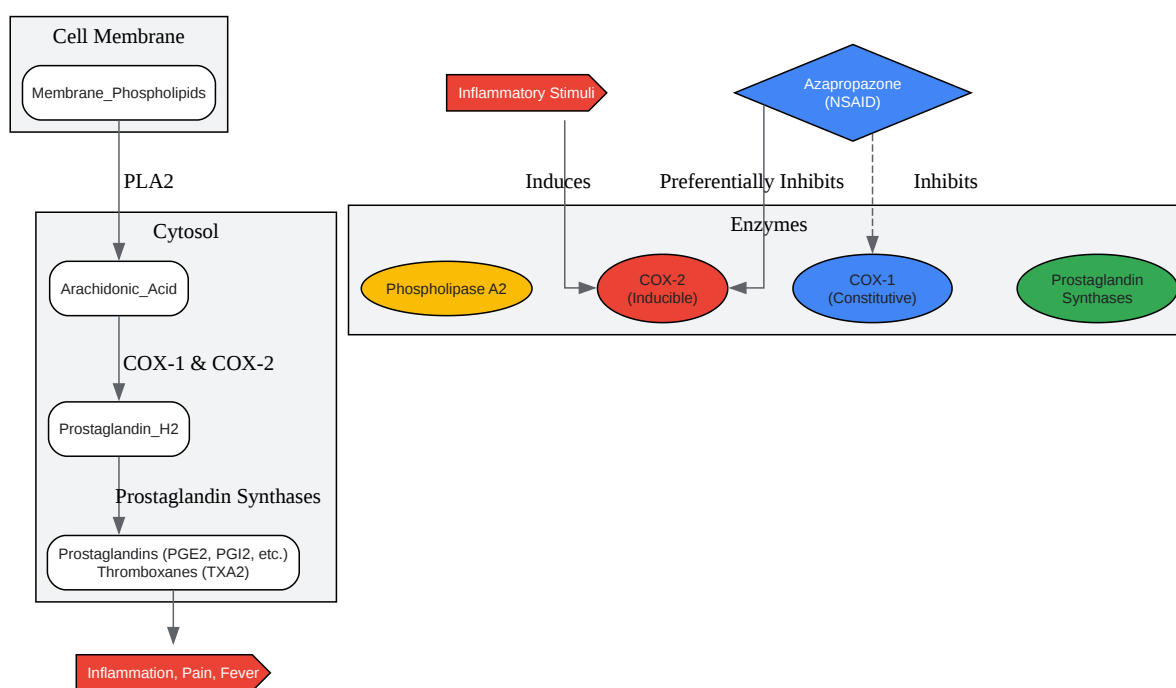 Cell Membrane
Membrane_Phospholipids
PLA2
Cytosol
Arachidonic_Acid
COX-1 & COX-2
Prostaglandin_H2
Prostaglandin Synthases
Prostaglandins (PGE2, PGI2, etc.)
Thromboxanes (TXA2)
Inflammation, Pain, Fever
Inflammatory Stimuli
Azapropazone
(NSAID)
Induces
Preferentially Inhibits
Inhibits
Enzymes
Phospholipase A2
COX-2
(Inducible)
COX-1
(Constitutive)
Prostaglandin
Synthases